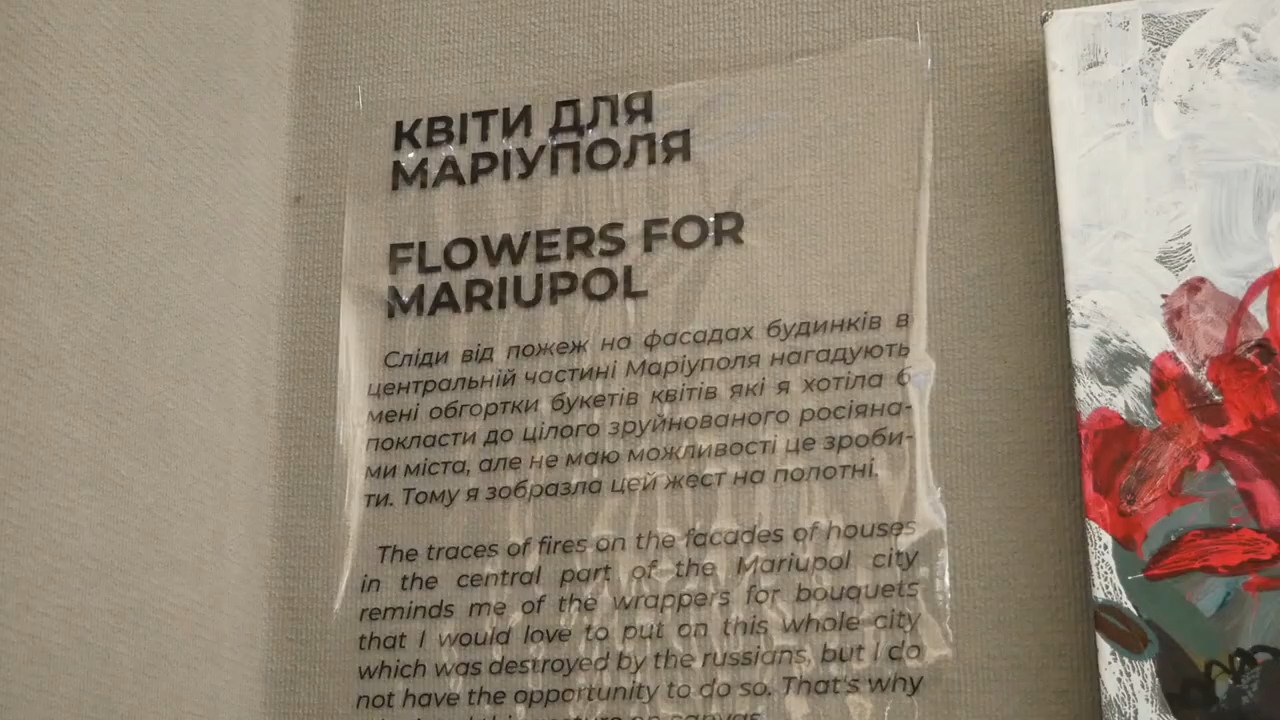 КВІТИ ДЛЯ
МАРІУПОЛЯ
FLOWERS FOR
MARIUPOL
Сліди від пожеж на фасадах будинків в
центральній частині Маріуполя нагадують
мені обгортки букетів квітів які я хотіла б
покласти до цілого зруйнованого росіяна-
ми міста, але не маю можливості це зроби-
ти. Тому я зобразла цей жест на полотні.
The traces of fires on the facades of houses
in the central part of the Mariupol city
reminds me of the wrappers for bouquets
that I would love to put on this whole city
which was destroyed by the russians, but I do
not have the opportunity to do so. That's why
on canvas.